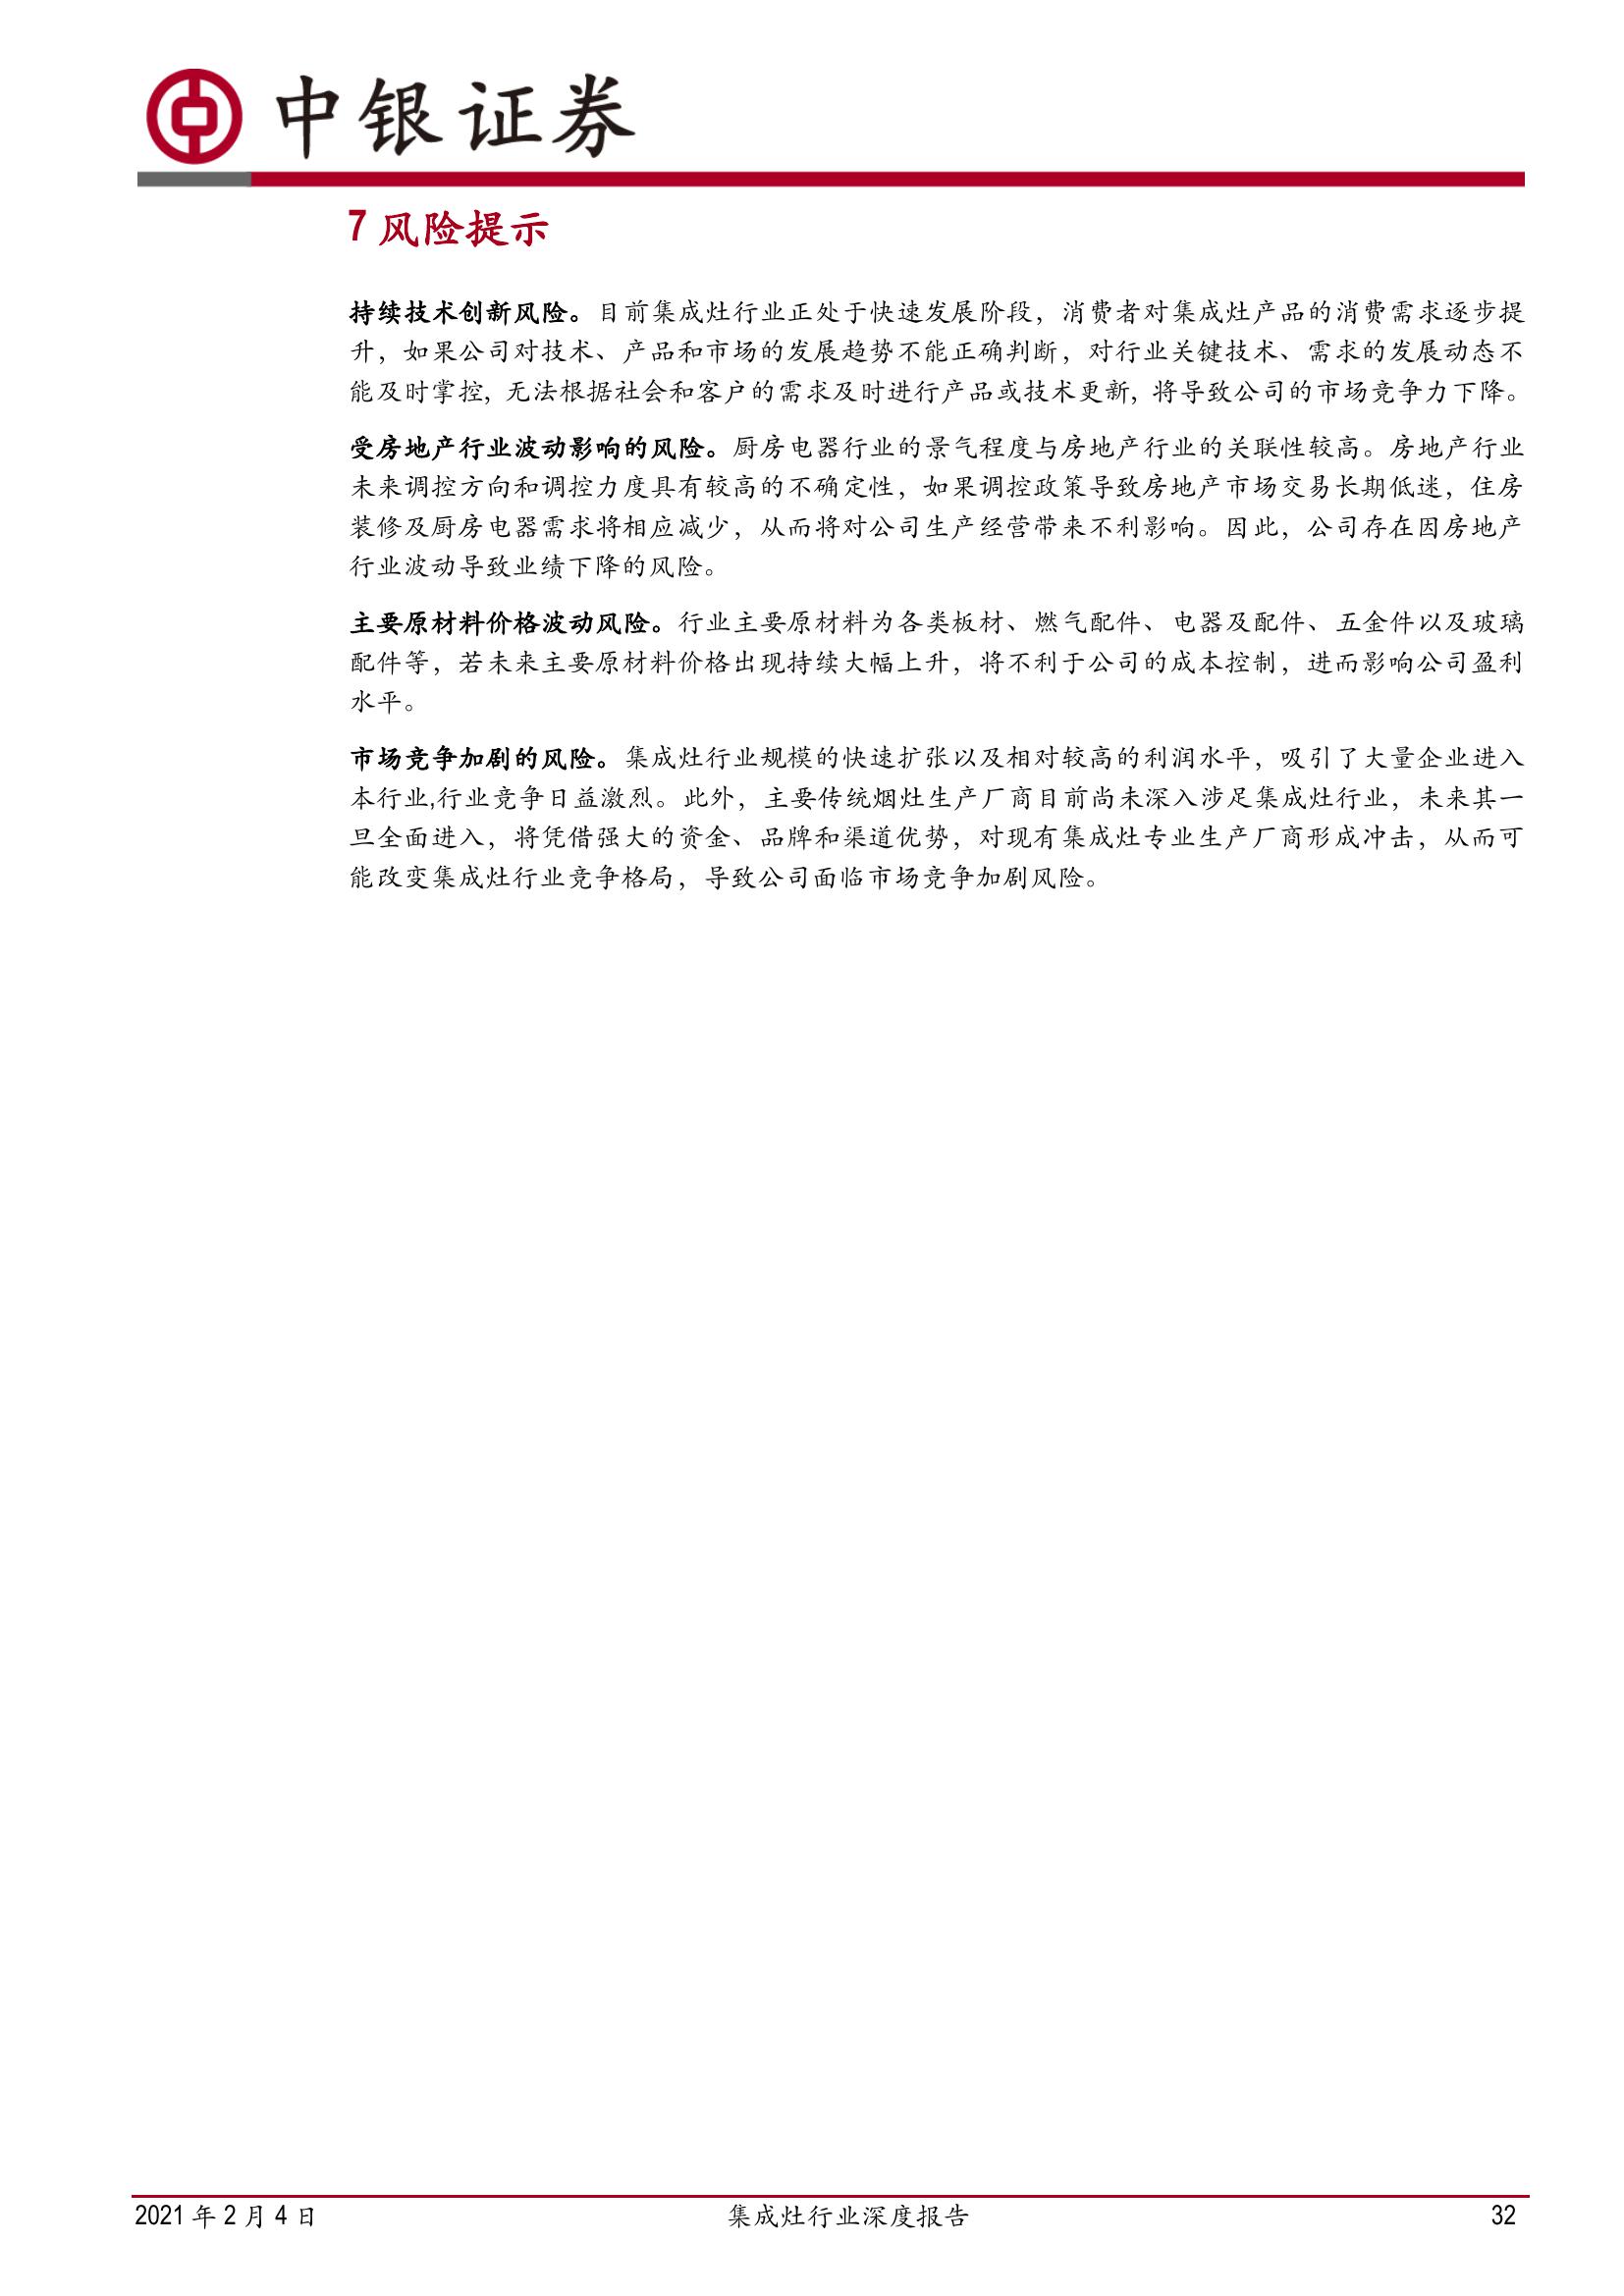 中银证券
7 风险提示
持续技术创新风险。目前集成灶行业正处于快速发展阶段，消费者对集成灶产品的消费需求逐步提
升，如果公司对技术、产品和市场的发展趋势不能正确判断，对行业关键技术、需求的发展动态不
能及时掌控，无法根据社会和客户的需求及时进行产品或技术更新，将导致公司的市场竞争力下降。
受房地产行业波动影响的风险。厨房电器行业的景气程度与房地产行业的关联性较高。房地产行业
未来调控方向和调控力度具有较高的不确定性，如果调控政策导致房地产市场交易长期低迷，住房
装修及厨房电器需求将相应减少，从而将对公司生产经营带来不利影响。因此，公司存在因房地产
行业波动导致业绩下降的风险。
主要原材料价格波动风险。行业主要原材料为各类板材、燃气配件、电器及配件、五金件以及玻璃
配件等，若未来主要原材料价格出现持续大幅上升，将不利于公司的成本控制，进而影响公司盈利
水平。
市场竞争加剧的风险。集成灶行业规模的快速扩张以及相对较高的利润水平，吸引了大量企业进入
本行业,行业竞争日益激烈。此外，主要传统烟灶生产厂商目前尚未深入涉足集成灶行业，未来其一
旦全面进入，将凭借强大的资金、品牌和渠道优势，对现有集成灶专业生产厂商形成冲击，从而可
能改变集成灶行业竞争格局，导致公司面临市场竞争加剧风险。
2021 年 2 月 4 日 集成灶行业深度报告 32